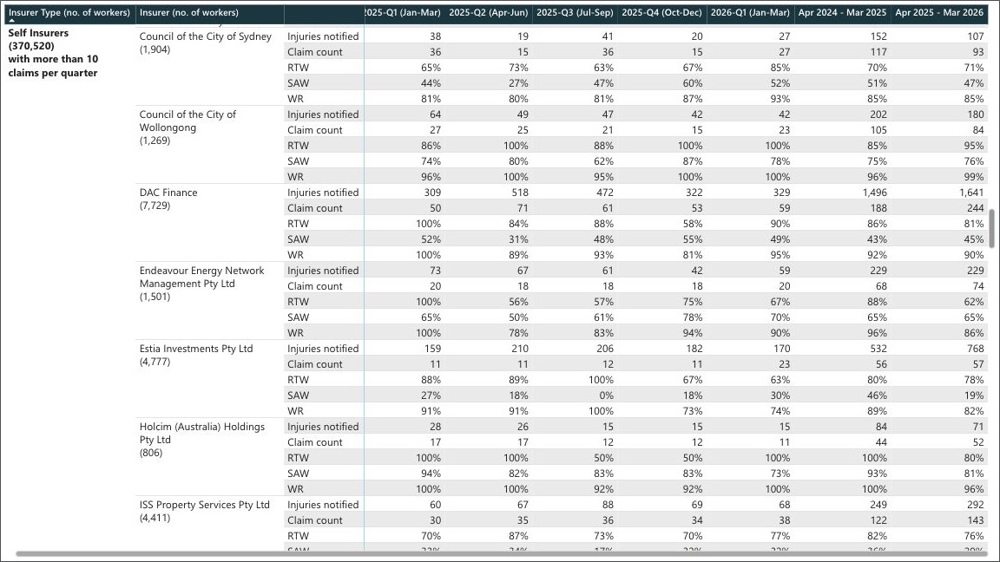 Insurer Type (no. of workers) Insurer (no. of workers) 2025-Q1 (Jan-Mar) 2025-Q2 (Apr-Jun) 2025-Q3 (Jul-Sep) 2025-Q4 (Oct-Dec) 2026-Q1 (Jan-Mar) Apr 2024 - Mar 2025 Apr 2025 - Mar 2026
Self Insurers
(370,520)
with more than 10
claims per quarter
Council of the City of Sydney
(1,904)
Injuries notified 38 19 41 20 27 152 107
Claim count 36 15 36 15 27 117 93
RTW 65% 73% 63% 67% 85% 70% 71%
SAW 44% 27% 47% 60% 52% 51% 47%
WR 81% 80% 81% 87% 93% 85% 85%
Council of the City of
Wollongong
(1,269)
Injuries notified 64 49 47 42 42 202 180
Claim count 27 25 21 15 23 105 84
RTW 86% 100% 88% 100% 100% 85% 95%
SAW 74% 80% 62% 87% 78% 75% 76%
WR 96% 100% 95% 100% 100% 96% 99%
DAC Finance
(7,729)
Injuries notified 309 518 472 322 329 1,496 1,641
Claim count 50 71 61 53 59 188 244
RTW 100% 84% 88% 58% 90% 86% 81%
SAW 52% 31% 48% 55% 49% 43% 45%
WR 100% 89% 93% 81% 95% 92% 90%
Endeavour Energy Network
Management Pty Ltd
(1,501)
Injuries notified 73 67 61 42 59 229 229
Claim count 20 18 18 18 20 68 74
RTW 100% 56% 57% 75% 67% 88% 62%
SAW 65% 50% 61% 78% 70% 65% 65%
WR 100% 78% 83% 94% 90% 96% 86%
Estia Investments Pty Ltd
(4,777)
Injuries notified 159 210 206 182 170 532 768
Claim count 11 11 12 11 23 56 57
RTW 88% 89% 100% 67% 63% 80% 78%
SAW 27% 18% 0% 18% 30% 46% 19%
WR 91% 91% 100% 73% 74% 89% 82%
Holcim (Australia) Holdings
Pty Ltd
(806)
Injuries notified 28 26 15 15 15 84 71
Claim count 17 17 12 12 11 44 52
RTW 100% 100% 50% 50% 100% 100% 80%
SAW 94% 82% 83% 83% 73% 93% 81%
WR 100% 100% 92% 92% 100% 100% 96%
ISS Property Services Pty Ltd
(4,411)
Injuries notified 60 67 88 69 68 249 292
Claim count 30 35 36 34 38 122 143
RTW 70% 87% 73% 70% 77% 82% 76%